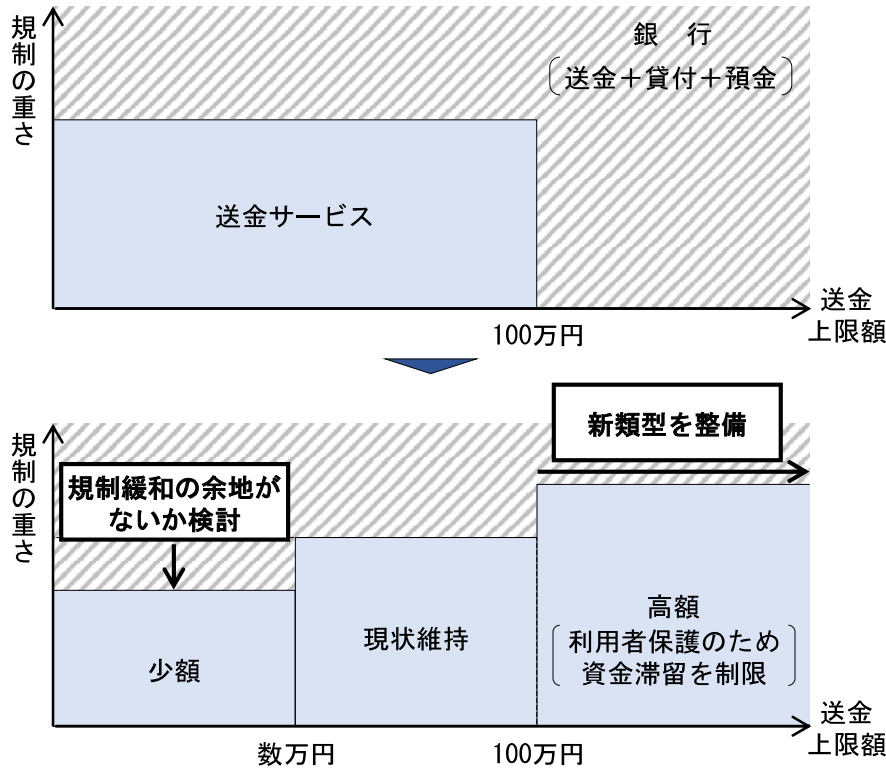 規制の重さ
銀　行
送金＋貸付＋預金
送金サービス
100万円
送金
上限額
規制の重さ
新類型を整備
規制緩和の余地が
ないか検討
少額
現状維持
高額
利用者保護のため
資金滞留を制限
数万円
100万円
送金
上限額